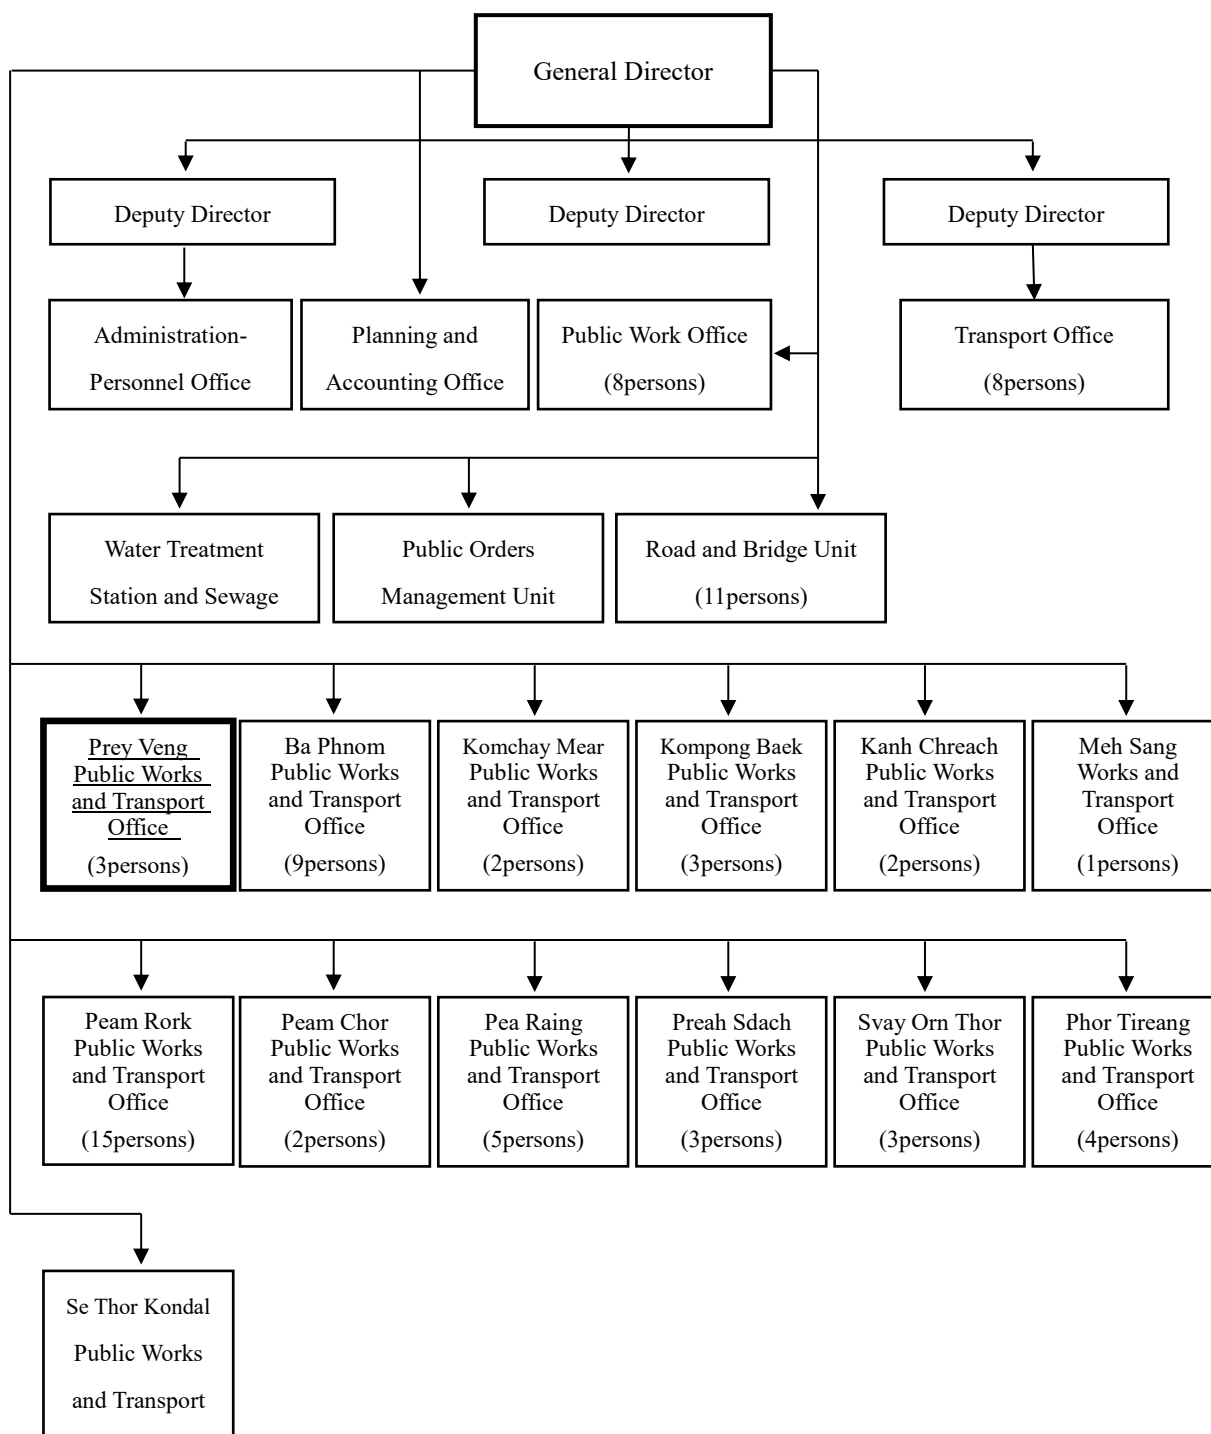 General Director
Deputy Director
Deputy Director
Deputy Director
Administration-
Personnel Office
Planning and
Accounting Office
Public Work Office
(8persons)
Transport Office
(8persons)
Water Treatment
Station and Sewage
Public Orders
Management Unit
Road and Bridge Unit
(11persons)
Prey Veng
Public Works
and Transport
Office
(3persons)
Ba Phnom
Public Works
and Transport
Office
(9persons)
Komchay Mear
Public Works
and Transport
Office
(2persons)
Kompong Baek
Public Works
and Transport
Office
(3persons)
Kanh Chreach
Public Works
and Transport
Office
(2persons)
Meh Sang
Works and
Transport
Office
(1persons)
Peam Rork
Public Works
and Transport
Office
(15persons)
Peam Chor
Public Works
and Transport
Office
(2persons)
Pea Raing
Public Works
and Transport
Office
(5persons)
Preah Sdach
Public Works
and Transport
Office
(3persons)
Svay Orn Thor
Public Works
and Transport
Office
(3persons)
Phor Tireang
Public Works
and Transport
Office
(4persons)
Se Thor Kondal
Public Works
and Transport